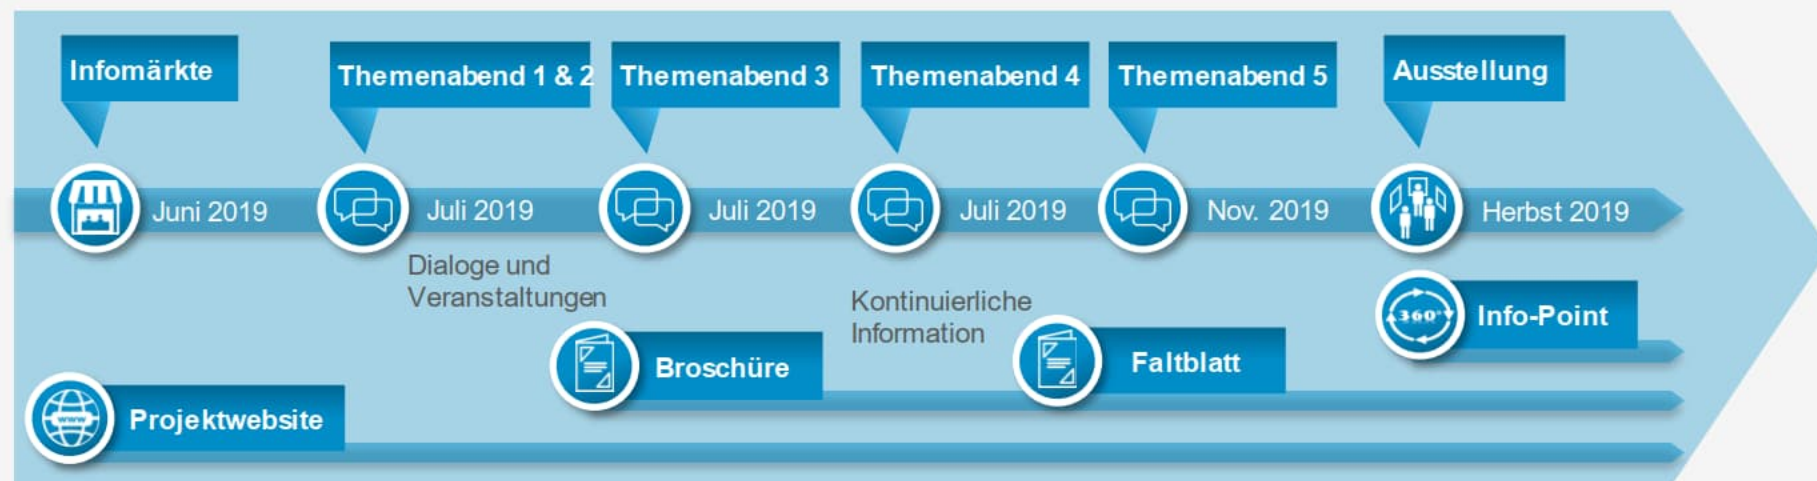 Infomärkte
Themenabend 1 & 2
Themenabend 3
Themenabend 4
Themenabend 5
Ausstellung
Juni 2019
Juli 2019
Juli 2019
Juli 2019
Nov. 2019
Herbst 2019
Dialoge und
Veranstaltungen
Kontinuierliche
Information
360°
Info-Point
Broschüre
Faltblatt
www
Projektwebsite